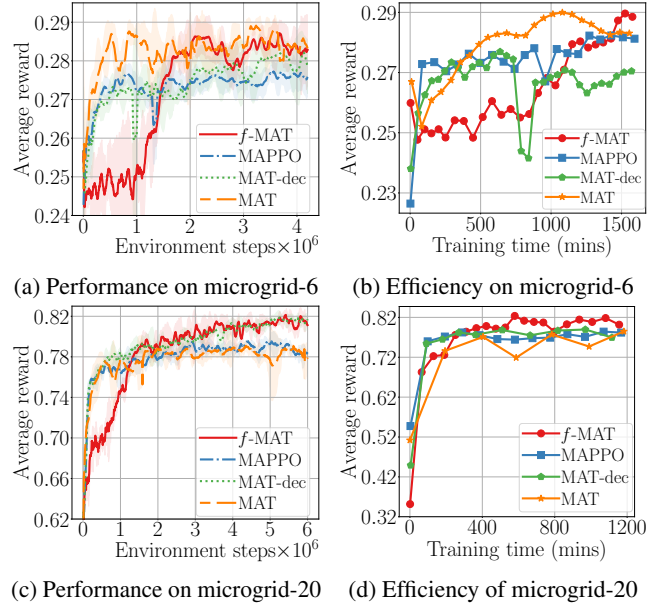 0.29
0.28
0.27
0.26
0.25
0.24
Average reward
0
1
2
3
4
Environment steps×10⁶
f-MAT
MAPPO
MAT-dec
MAT
(a) Performance on microgrid-6
0.29
0.27
0.25
0.23
Average reward
0
500
1000
1500
Training time (mins)
f-MAT
MAPPO
MAT-dec
MAT
(b) Efficiency on microgrid-6
0.82
0.78
0.74
0.70
0.66
0.62
Average reward
0
1
2
3
4
5
6
Environment steps×10⁶
f-MAT
MAPPO
MAT-dec
MAT
(c) Performance on microgrid-20
0.82
0.72
0.62
0.52
0.42
0.32
Average reward
0
400
800
1200
Training time (mins)
f-MAT
MAPPO
MAT-dec
MAT
(d) Efficiency of microgrid-20